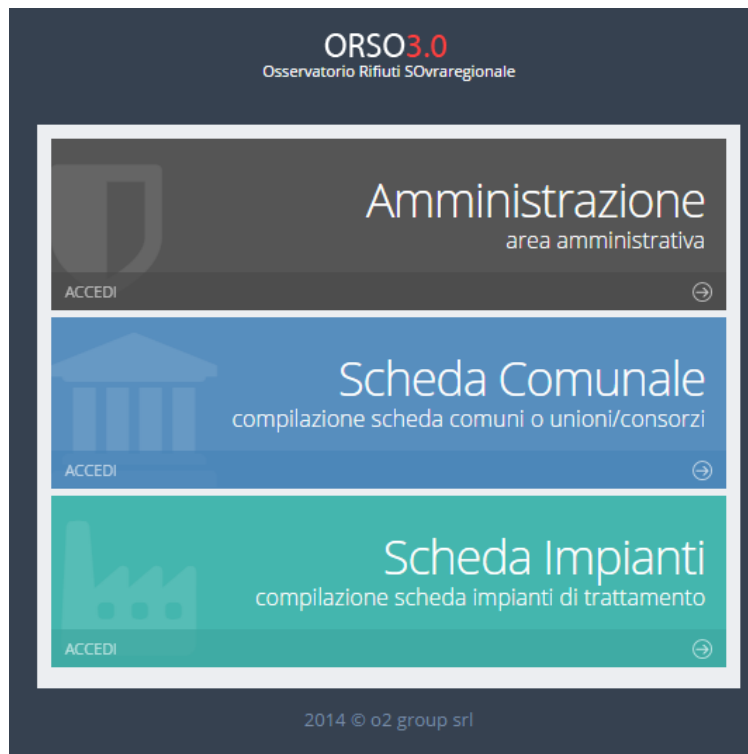 ORSO3.0
Osservatorio Rifiuti SOvraregionale
Amministrazione
area amministrativa
ACCEDI
Scheda Comunale
compilazione scheda comuni o unioni/consorzi
ACCEDI
Scheda Impianti
compilazione scheda impianti di trattamento
ACCEDI
2014 © o2 group srl